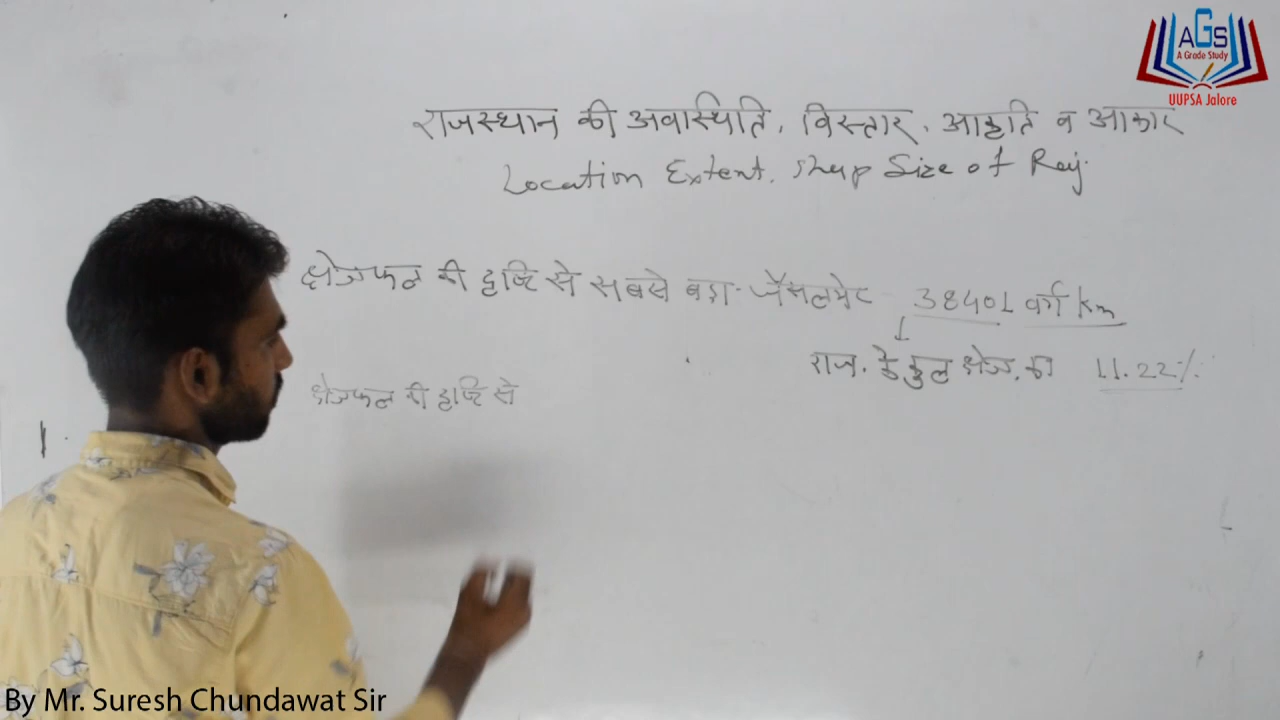 AGS
A Grade Study
UUPSA Jalore
राजस्थान की अवास्थिति, विस्तार, आकृति व आकार
Location Extent, Shap Size of Raj.
क्षेत्रफल की दृष्टि से सबसे बड़ा- जैसलमेर 38401 वर्ग km
राज. के कुल क्षेत्र. का 11.22%
क्षेत्रफल की दृष्टि से
By Mr. Suresh Chundawat Sir